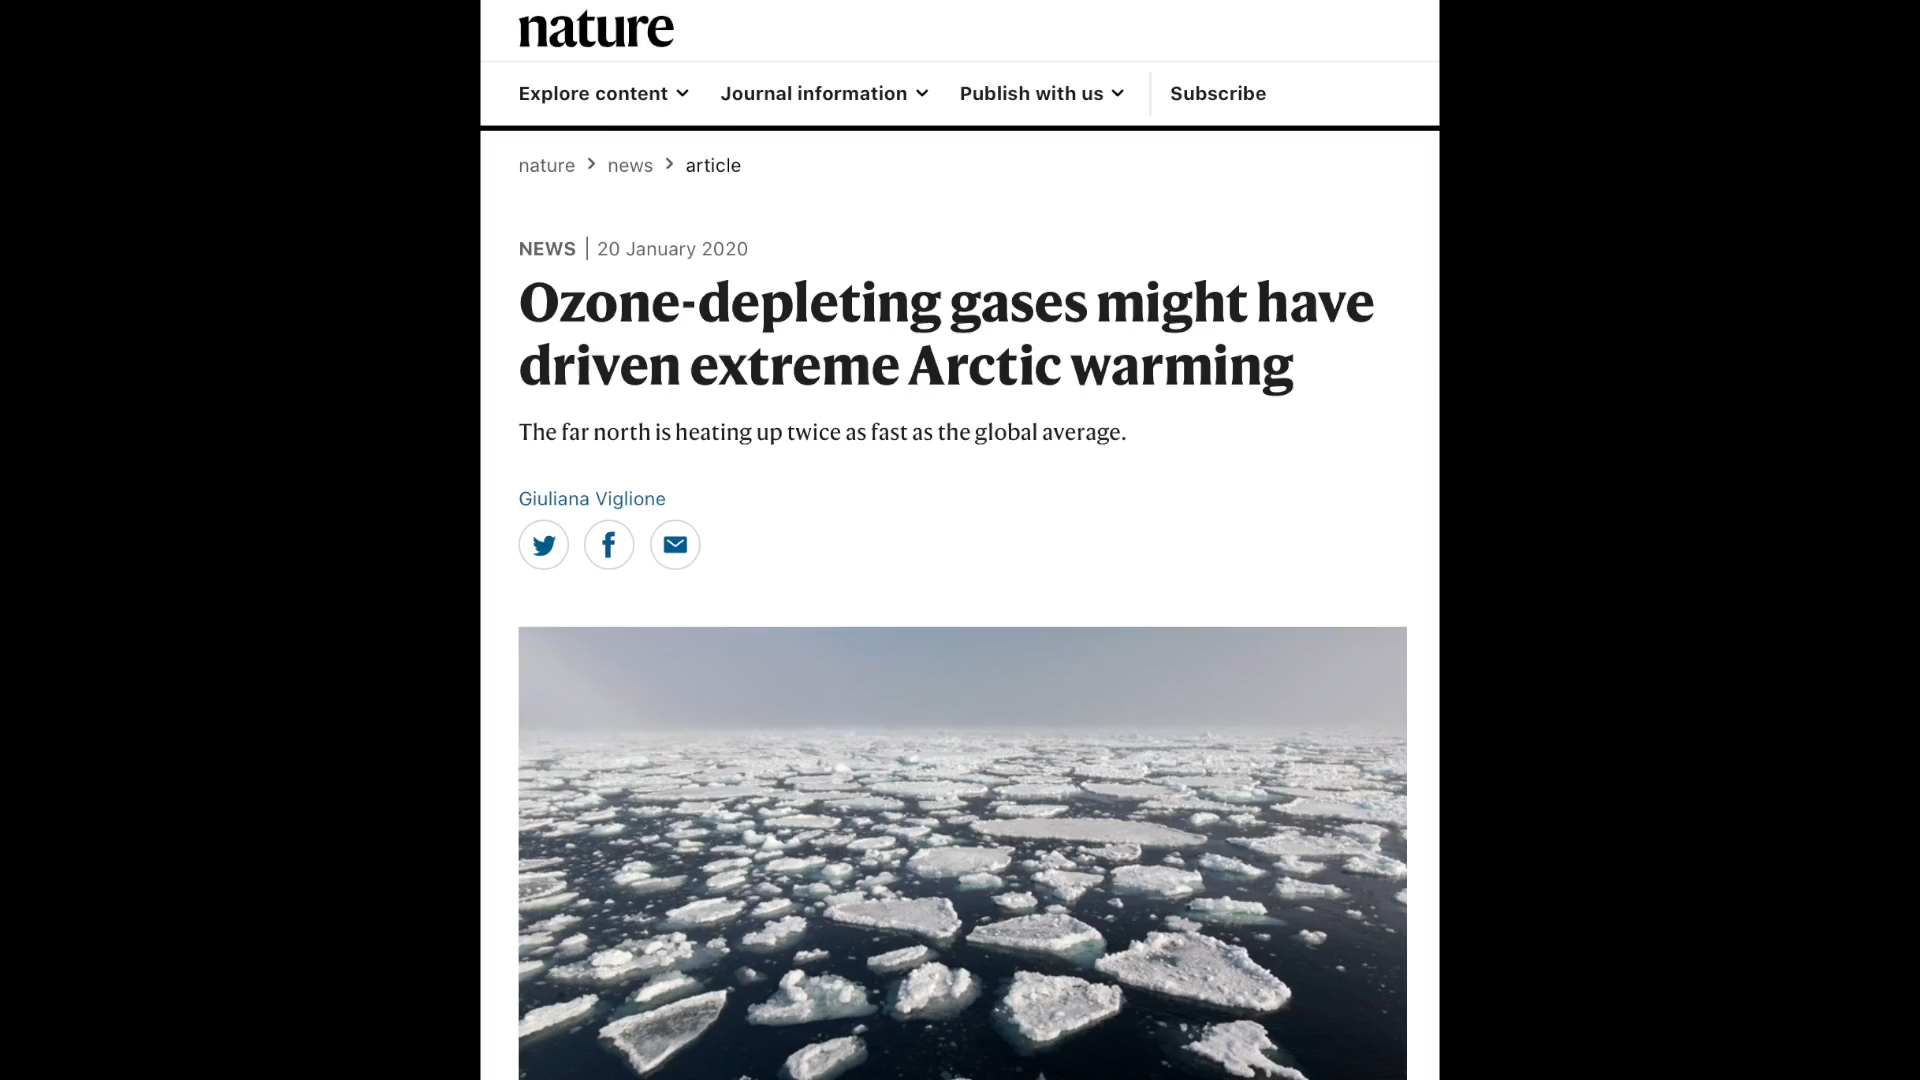 nature
Explore content Journal information Publish with us Subscribe
nature > news > article
NEWS | 20 January 2020
Ozone-depleting gases might have
driven extreme Arctic warming
The far north is heating up twice as fast as the global average.
Giuliana Viglione